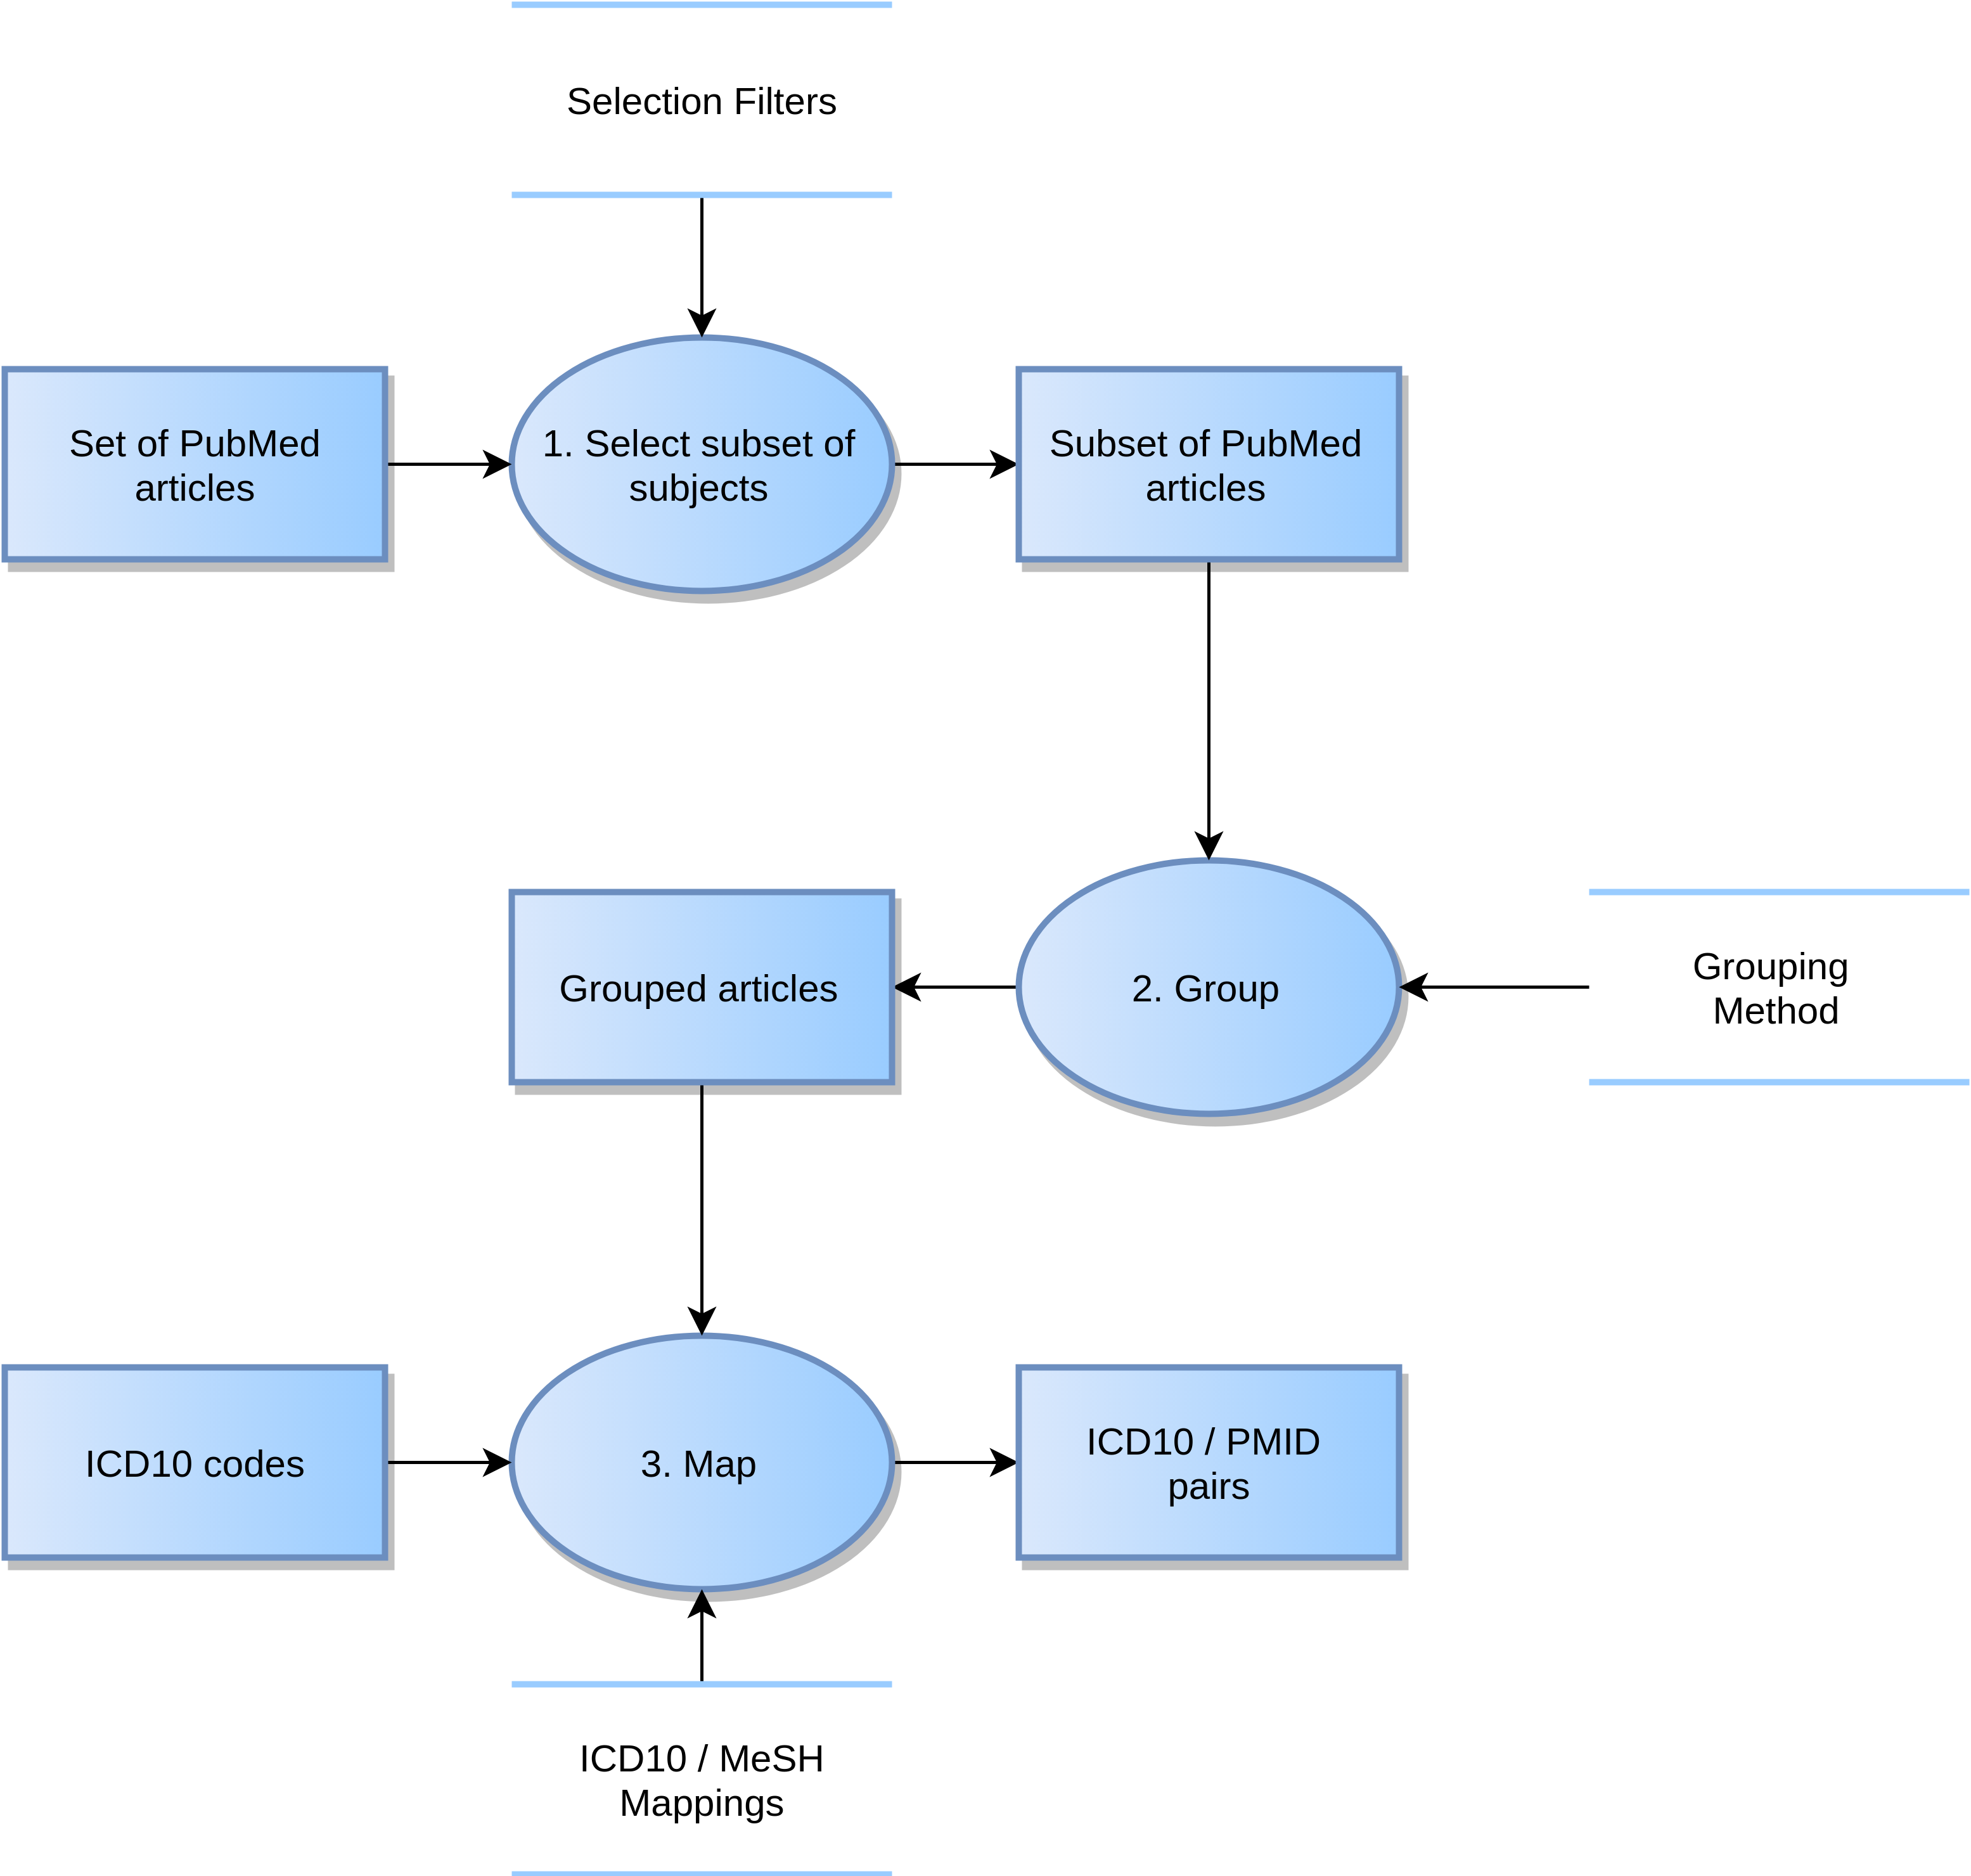 Selection Filters
Set of PubMed
articles
1. Select subset of
subjects
Subset of PubMed
articles
Grouped articles
2. Group
Grouping
Method
ICD10 codes
3. Map
ICD10 / PMID
pairs
ICD10 / MeSH
Mappings